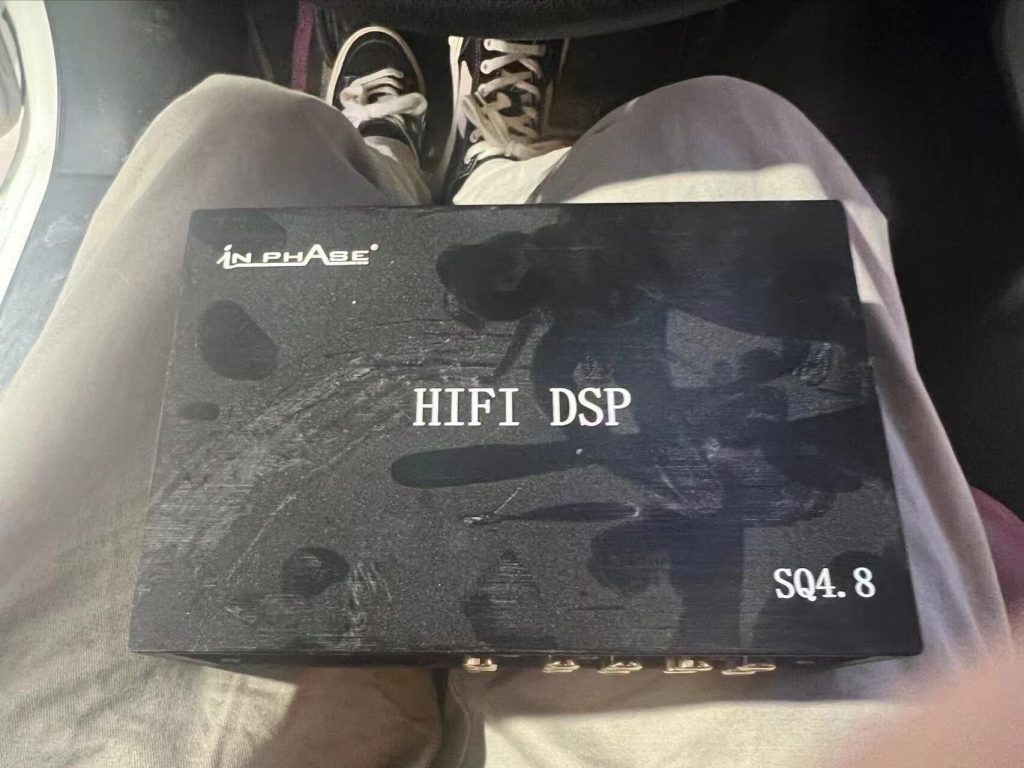 in phAse®
HIFI DSP
SQ4.8